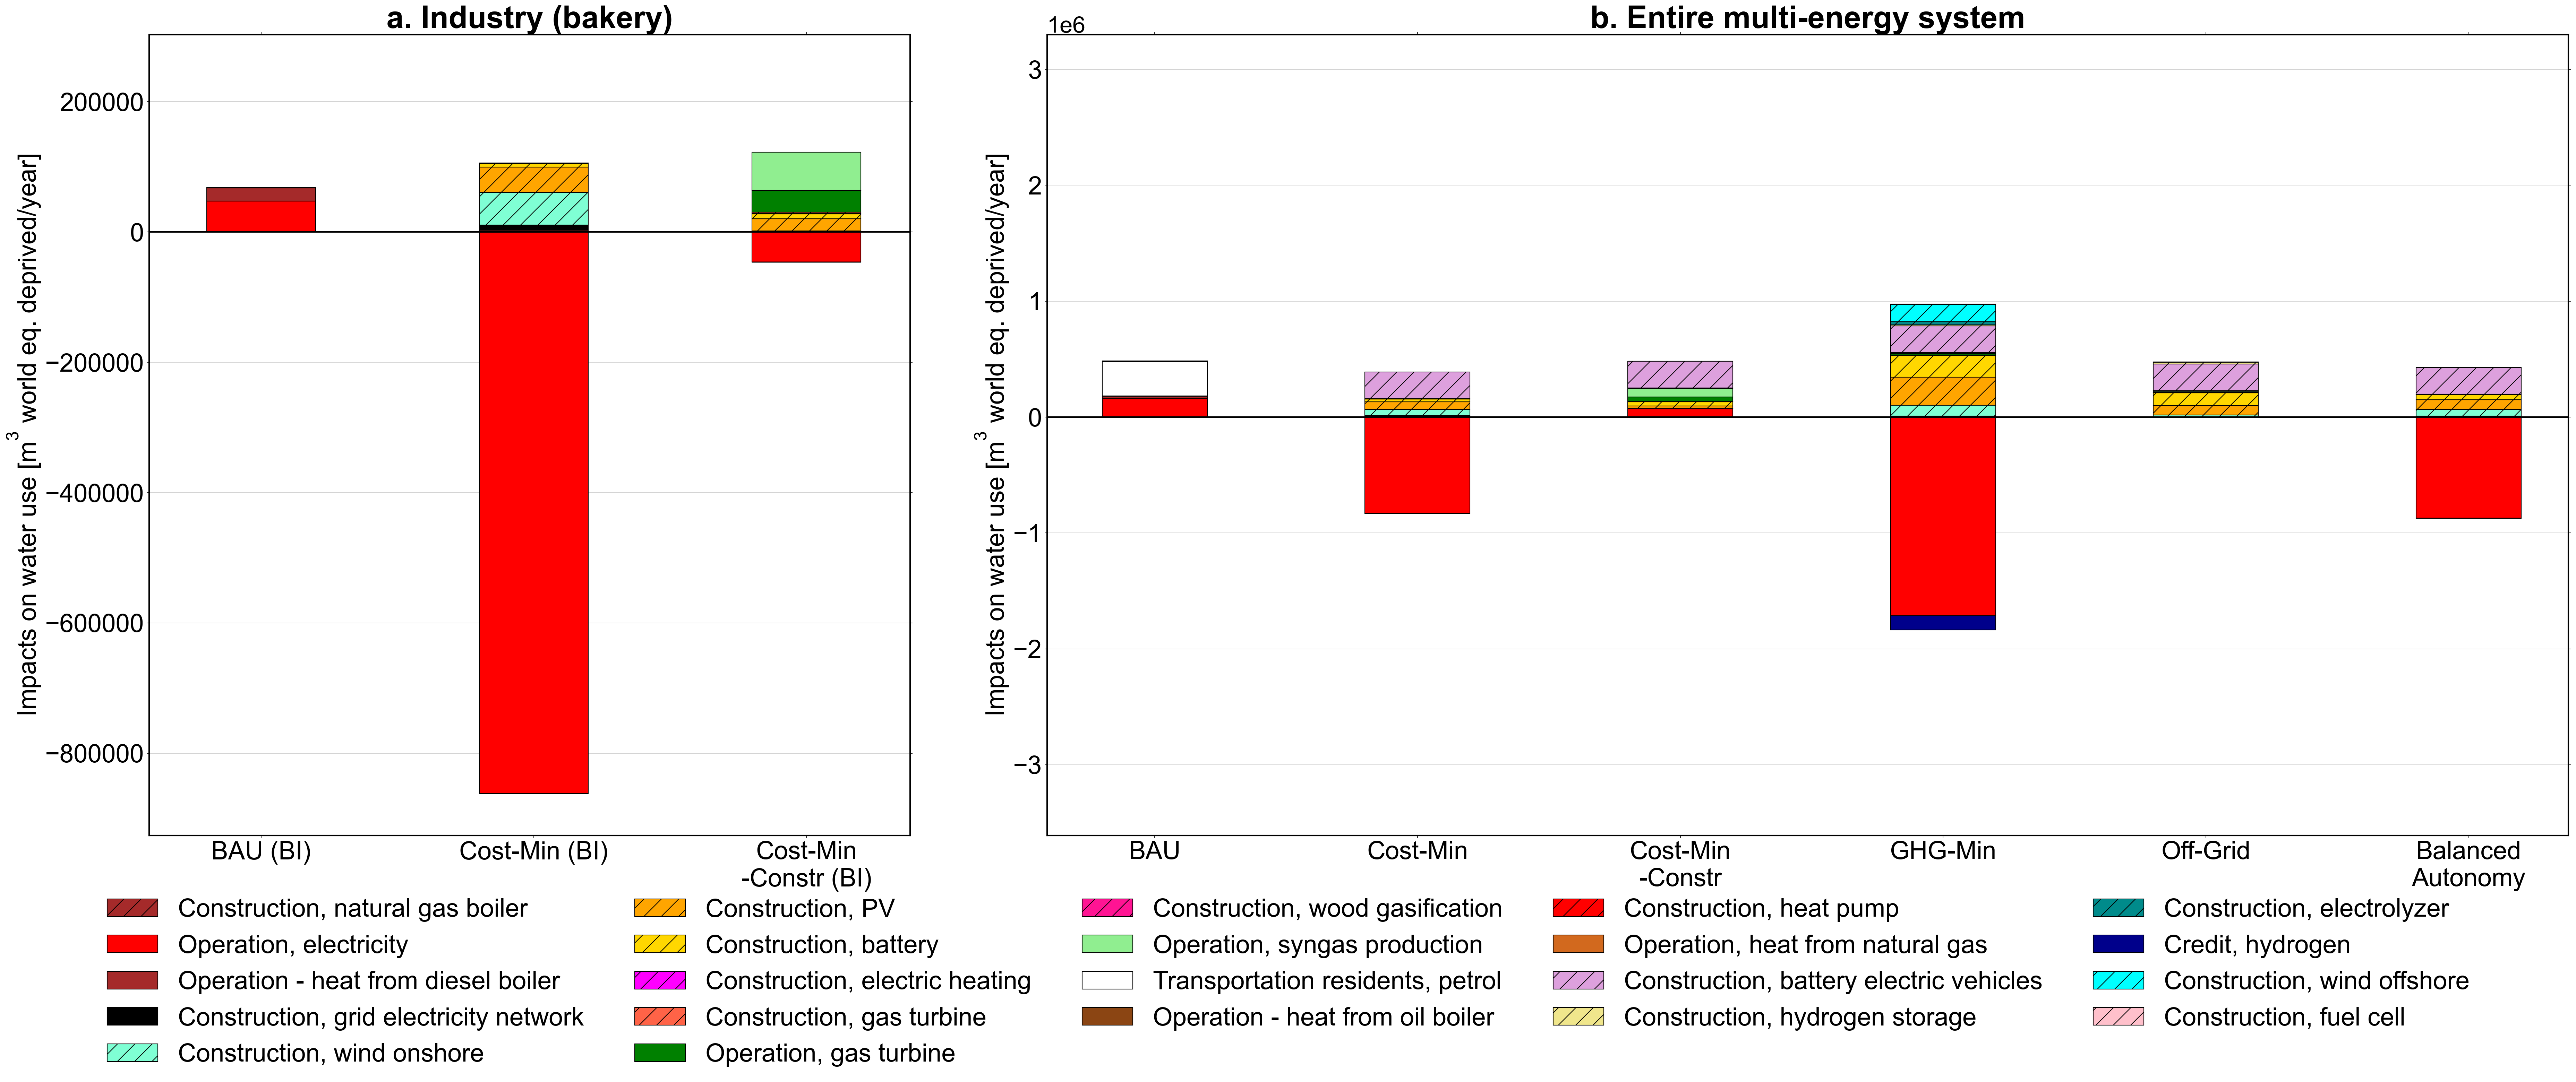 a. Industry (bakery)
Impacts on water use [m³ world eq. deprived/year]
200000
0
−200000
−400000
−600000
−800000
BAU (BI)
Cost-Min (BI)
Cost-Min
-Constr (BI)
b. Entire multi-energy system
1e6
Impacts on water use [m³ world eq. deprived/year]
3
2
1
0
−1
−2
−3
BAU
Cost-Min
Cost-Min
-Constr
GHG-Min
Off-Grid
Balanced
Autonomy
Construction, natural gas boiler
Operation, electricity
Operation - heat from diesel boiler
Construction, grid electricity network
Construction, wind onshore
Construction, PV
Construction, battery
Construction, electric heating
Construction, gas turbine
Operation, gas turbine
Construction, wood gasification
Operation, syngas production
Transportation residents, petrol
Operation - heat from oil boiler
Construction, heat pump
Operation, heat from natural gas
Construction, battery electric vehicles
Construction, hydrogen storage
Construction, electrolyzer
Credit, hydrogen
Construction, wind offshore
Construction, fuel cell